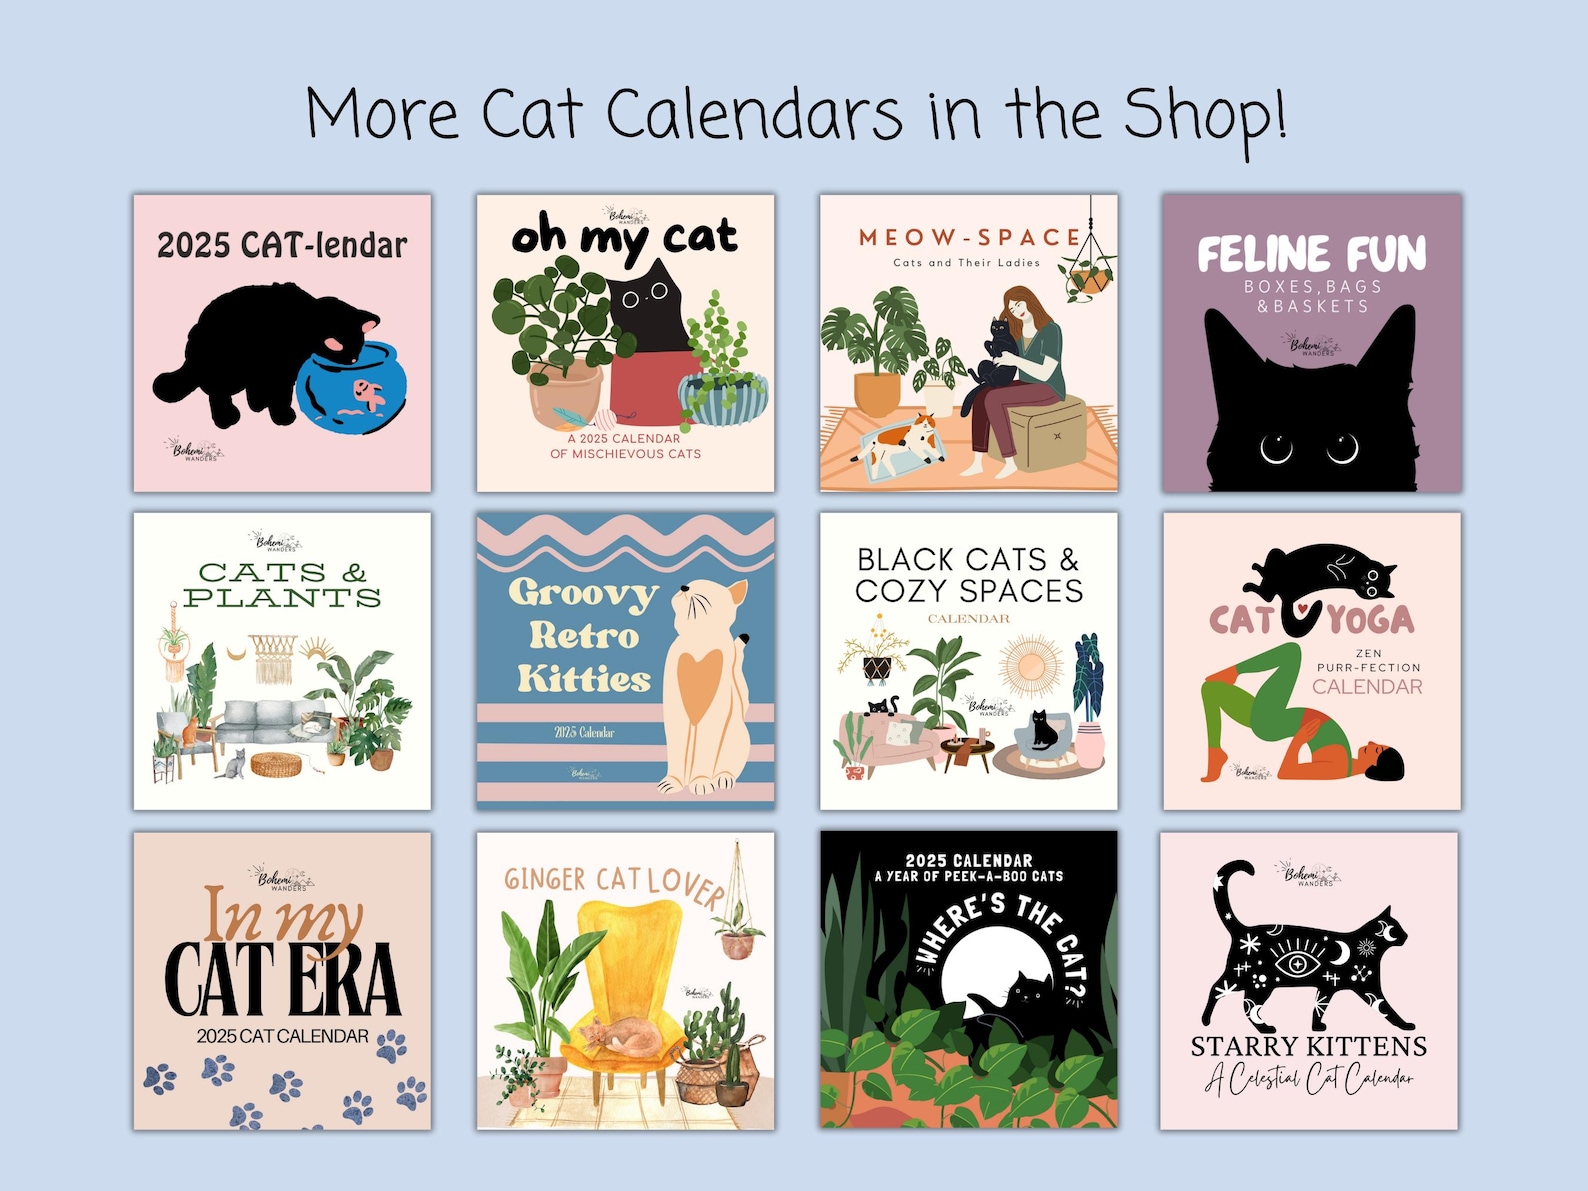 More Cat Calendars in the Shop!
2025 CAT-lendar
Bohemi
WANDERS
Bohemi
WANDERS
oh my cat
A 2025 CALENDAR
OF MISCHIEVOUS CATS
MEOW-SPACE
Cats and Their Ladies
FELINE FUN
BOXES,BAGS
&BASKETS
Bohemi
WANDERS
Bohemi
WANDERS
CATS &
PLANTS
Groovy
Retro
Kitties
2025 Calendar
Bohemi
WANDERS
BLACK CATS &
COZY SPACES
CALENDAR
Bohemi
WANDERS
CAT YOGA
ZEN
PURR-FECTION
CALENDAR
Bohemi
WANDERS
Bohemi
WANDERS
In my
CAT ERA
2025 CAT CALENDAR
GINGER CAT LOVER
Bohemi
WANDERS
2025 CALENDAR
A YEAR OF PEEK-A-BOO CATS
WHERE'S THE CAT?
Bohemi
WANDERS
STARRY KITTENS
A Celestial Cat Calendar